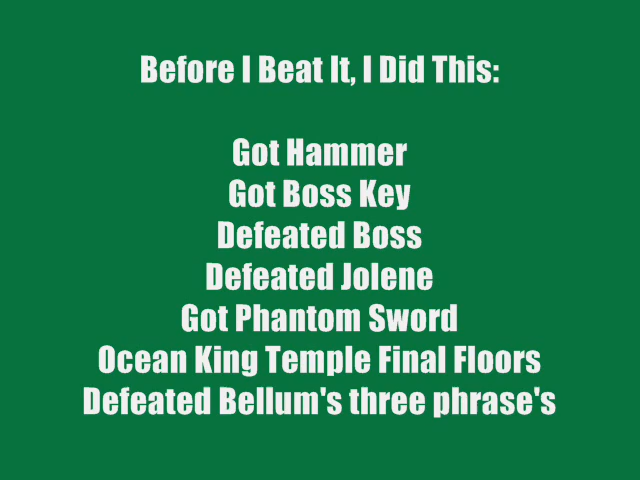 Before I Beat It, I Did This:
Got Hammer
Got Boss Key
Defeated Boss
Defeated Jolene
Got Phantom Sword
Ocean King Temple Final Floors
Defeated Bellum's three phrase's